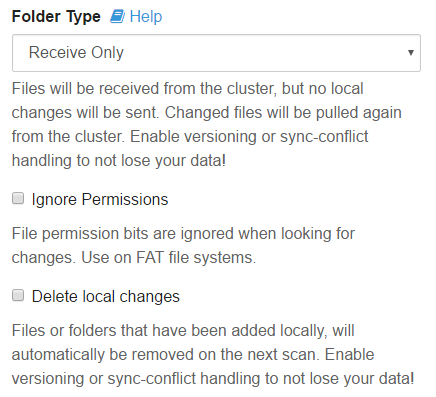 Folder Type Help
Receive Only
Files will be received from the cluster, but no local
changes will be sent. Changed files will be pulled again
from the cluster. Enable versioning or sync-conflict
handling to not lose your data!
Ignore Permissions
File permission bits are ignored when looking for
changes. Use on FAT file systems.
Delete local changes
Files or folders that have been added locally, will
automatically be removed on the next scan. Enable
versioning or sync-conflict handling to not lose your data!